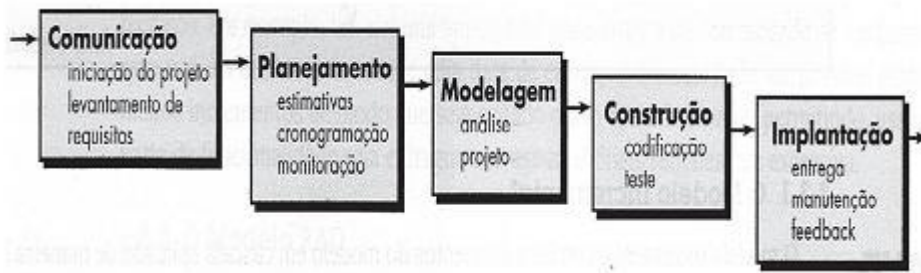 Comunicação
iniciação do projeto
levantamento de
requisitos
Planejamento
estimativas
cronogramação
monitoração
Modelagem
análise
projeto
Construção
codificação
teste
Implantação
entrega
manutenção
feedback